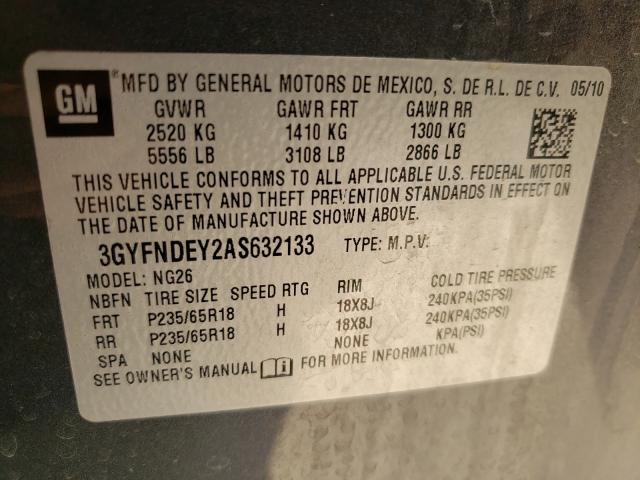 GM ® MFD BY GENERAL MOTORS DE MEXICO, S. DE R.L. DE C.V. 05/10
GVWR GAWR FRT GAWR RR
2520 KG 1410 KG 1300 KG
5556 LB 3108 LB 2866 LB
THIS VEHICLE CONFORMS TO ALL APPLICABLE U.S. FEDERAL MOTOR
VEHICLE SAFETY AND THEFT PREVENTION STANDARDS IN EFFECT ON
THE DATE OF MANUFACTURE SHOWN ABOVE.
3GYFNDEY2AS632133 TYPE: M.P.V.
MODEL: NG26
NBFN TIRE SIZE SPEED RTG RIM COLD TIRE PRESSURE
FRT P235/65R18 H 18X8J 240KPA(35PSI)
RR P235/65R18 H 18X8J 240KPA(35PSI)
SPA NONE NONE KPA(PSI)
SEE OWNER'S MANUAL i FOR MORE INFORMATION.